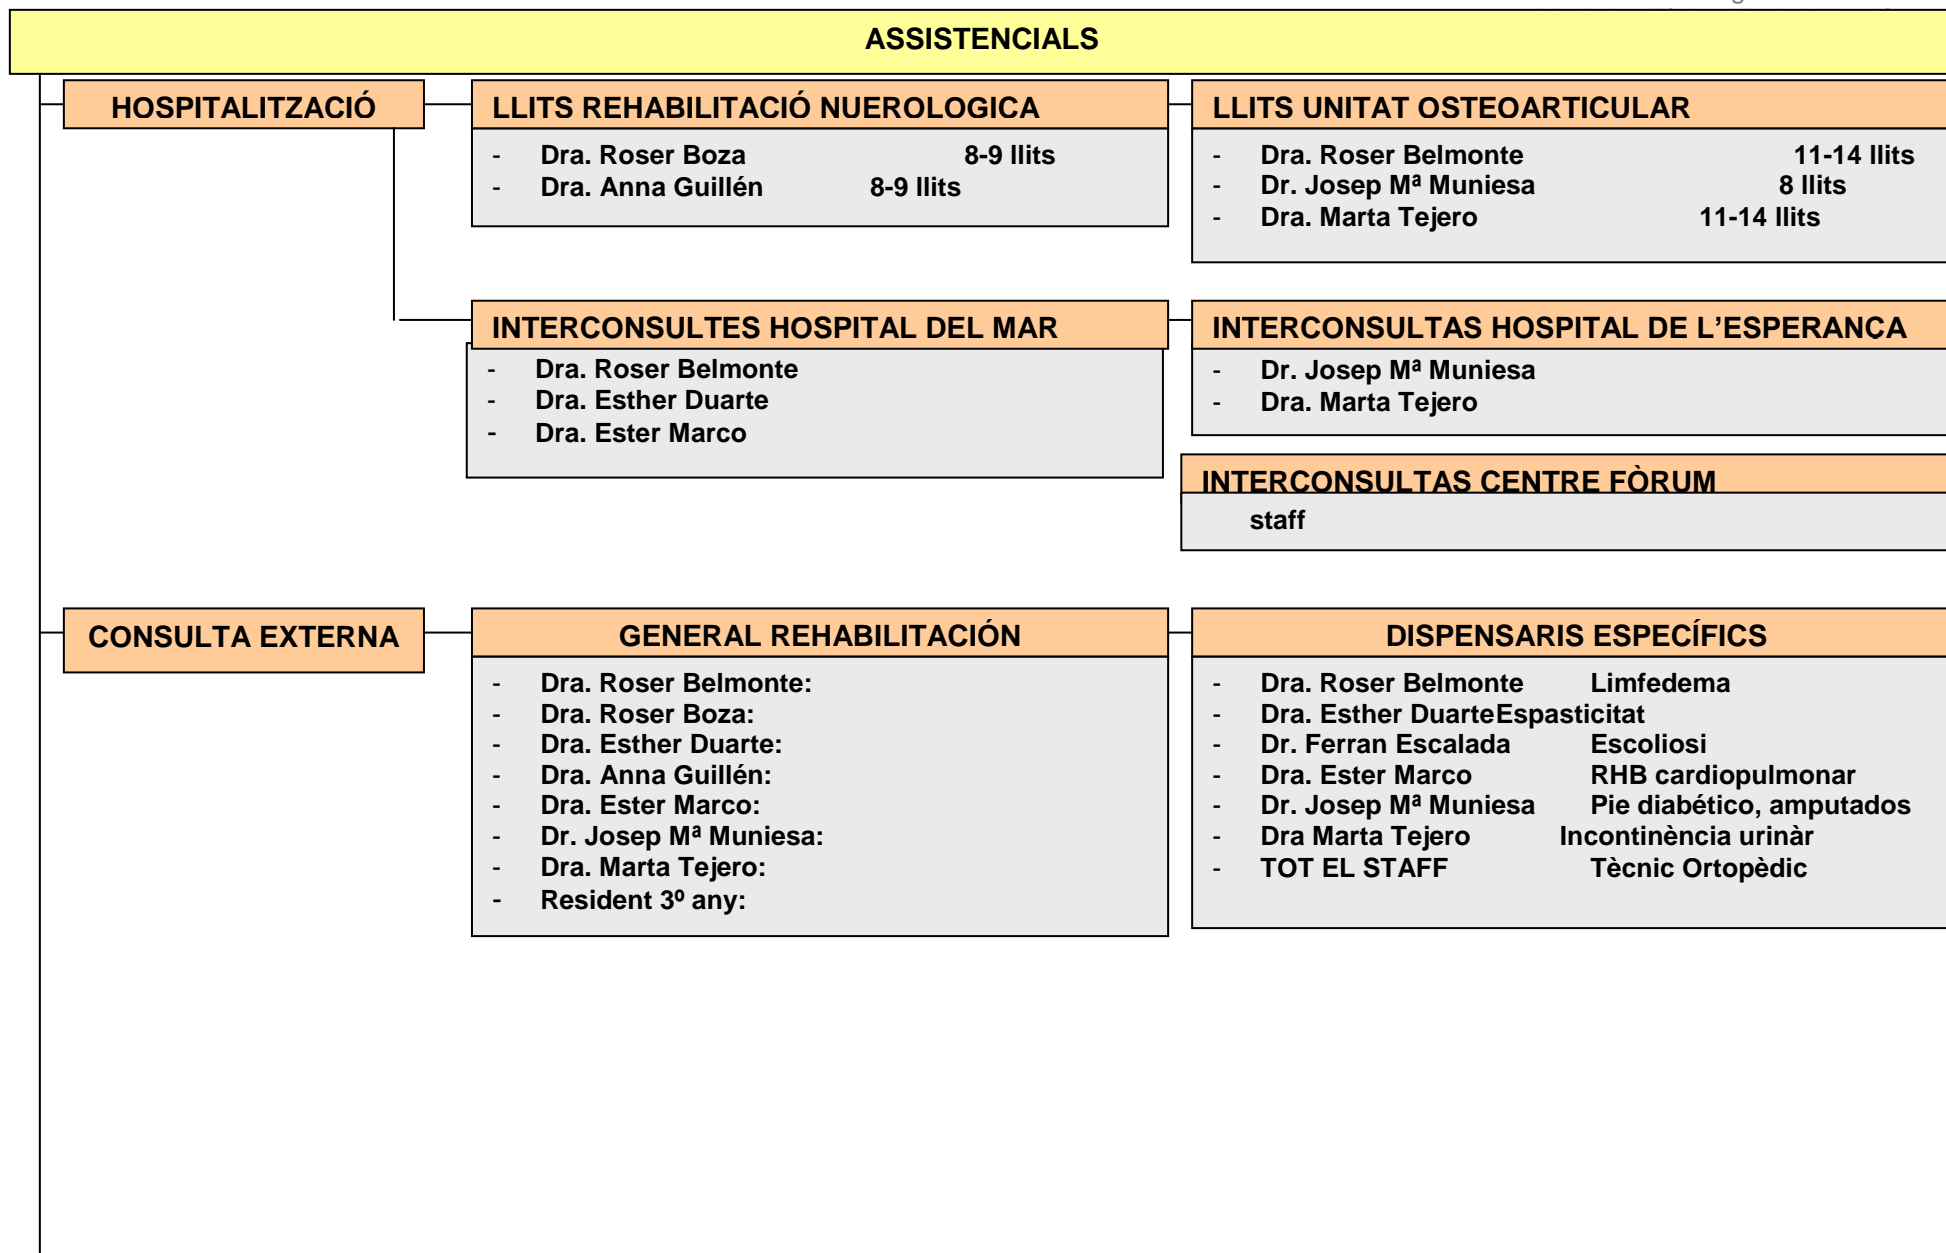 ASSISTENCIALS
HOSPITALITZACIÓ
LLITS REHABILITACIÓ NUEROLOGICA
- Dra. Roser Boza 8-9 llits
- Dra. Anna Guillén 8-9 llits
LLITS UNITAT OSTEOARTICULAR
- Dra. Roser Belmonte 11-14 llits
- Dr. Josep Mª Muniesa 8 llits
- Dra. Marta Tejero 11-14 llits
INTERCONSULTES HOSPITAL DEL MAR
- Dra. Roser Belmonte
- Dra. Esther Duarte
- Dra. Ester Marco
INTERCONSULTAS HOSPITAL DE L’ESPERANÇA
- Dr. Josep Mª Muniesa
- Dra. Marta Tejero
INTERCONSULTAS CENTRE FÒRUM
staff
CONSULTA EXTERNA
GENERAL REHABILITACIÓN
- Dra. Roser Belmonte:
- Dra. Roser Boza:
- Dra. Esther Duarte:
- Dra. Anna Guillén:
- Dra. Ester Marco:
- Dr. Josep Mª Muniesa:
- Dra. Marta Tejero:
- Resident 3º any:
DISPENSARIS ESPECÍFICS
- Dra. Roser Belmonte Limfedema
- Dra. Esther DuarteEspasticitat
- Dr. Ferran Escalada Escoliosi
- Dra. Ester Marco RHB cardiopulmonar
- Dr. Josep Mª Muniesa Pie diabético, amputados
- Dra Marta Tejero Incontinència urinàr
- TOT EL STAFF Tècnic Ortopèdic